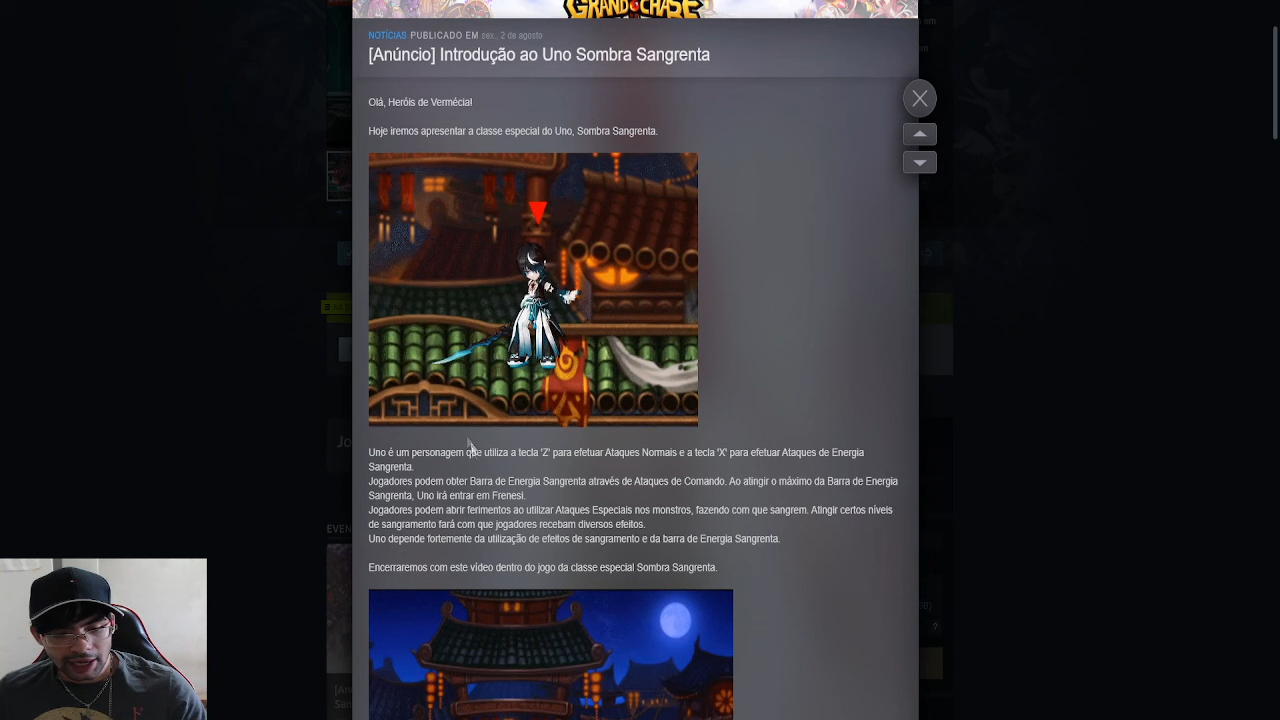 GRAND CHASE
NOTÍCIAS PUBLICADO EM sex., 2 de agosto
[Anúncio] Introdução ao Uno Sombra Sangrenta
Olá, Heróis de Vermécia!
Hoje iremos apresentar a classe especial do Uno, Sombra Sangrenta.
Uno é um personagem que utiliza a tecla 'Z' para efetuar Ataques Normais e a tecla 'X' para efetuar Ataques de Energia
Sangrenta.
Jogadores podem obter Barra de Energia Sangrenta através de Ataques de Comando. Ao atingir o máximo da Barra de Energia
Sangrenta, Uno irá entrar em Frenesi.
Jogadores podem abrir ferimentos ao utilizar Ataques Especiais nos monstros, fazendo com que sangrem. Atingir certos níveis
de sangramento fará com que jogadores recebam diversos efeitos.
Uno depende fortemente da utilização de efeitos de sangramento e da barra de Energia Sangrenta.
Encerraremos com este vídeo dentro do jogo da classe especial Sombra Sangrenta.